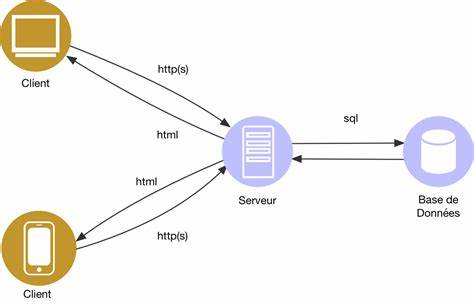 Client
http(s)
html
sql
Serveur
Base de
Données
html
http(s)
Client